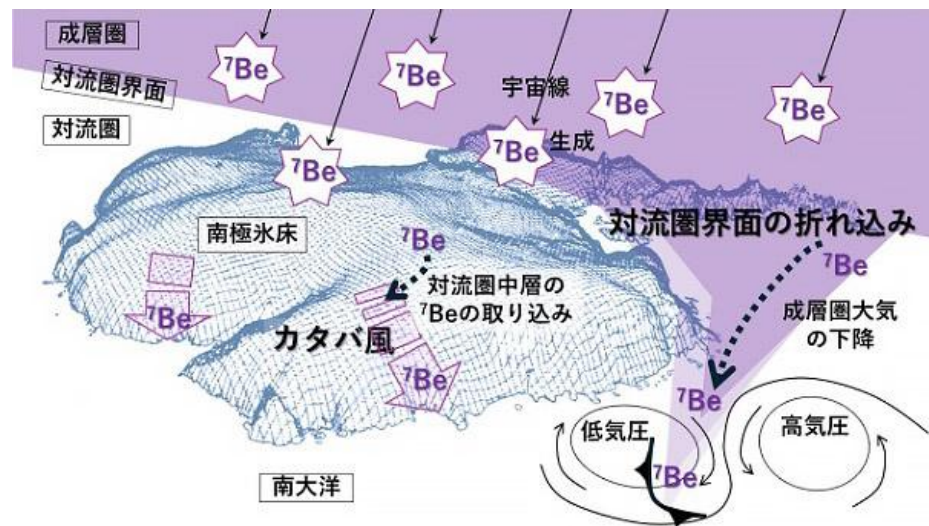 成層圏
対流圏界面
対流圏
⁷Be
⁷Be
⁷Be
⁷Be
宇宙線
生成
⁷Be
⁷Be
南極氷床
⁷Be
対流圏中層の
⁷Beの取り込み
⁷Be
カタバ風
⁷Be
対流圏界面の折れ込み
⁷Be
成層圏大気
の下降
⁷Be
低気圧
高気圧
⁷Be
南大洋